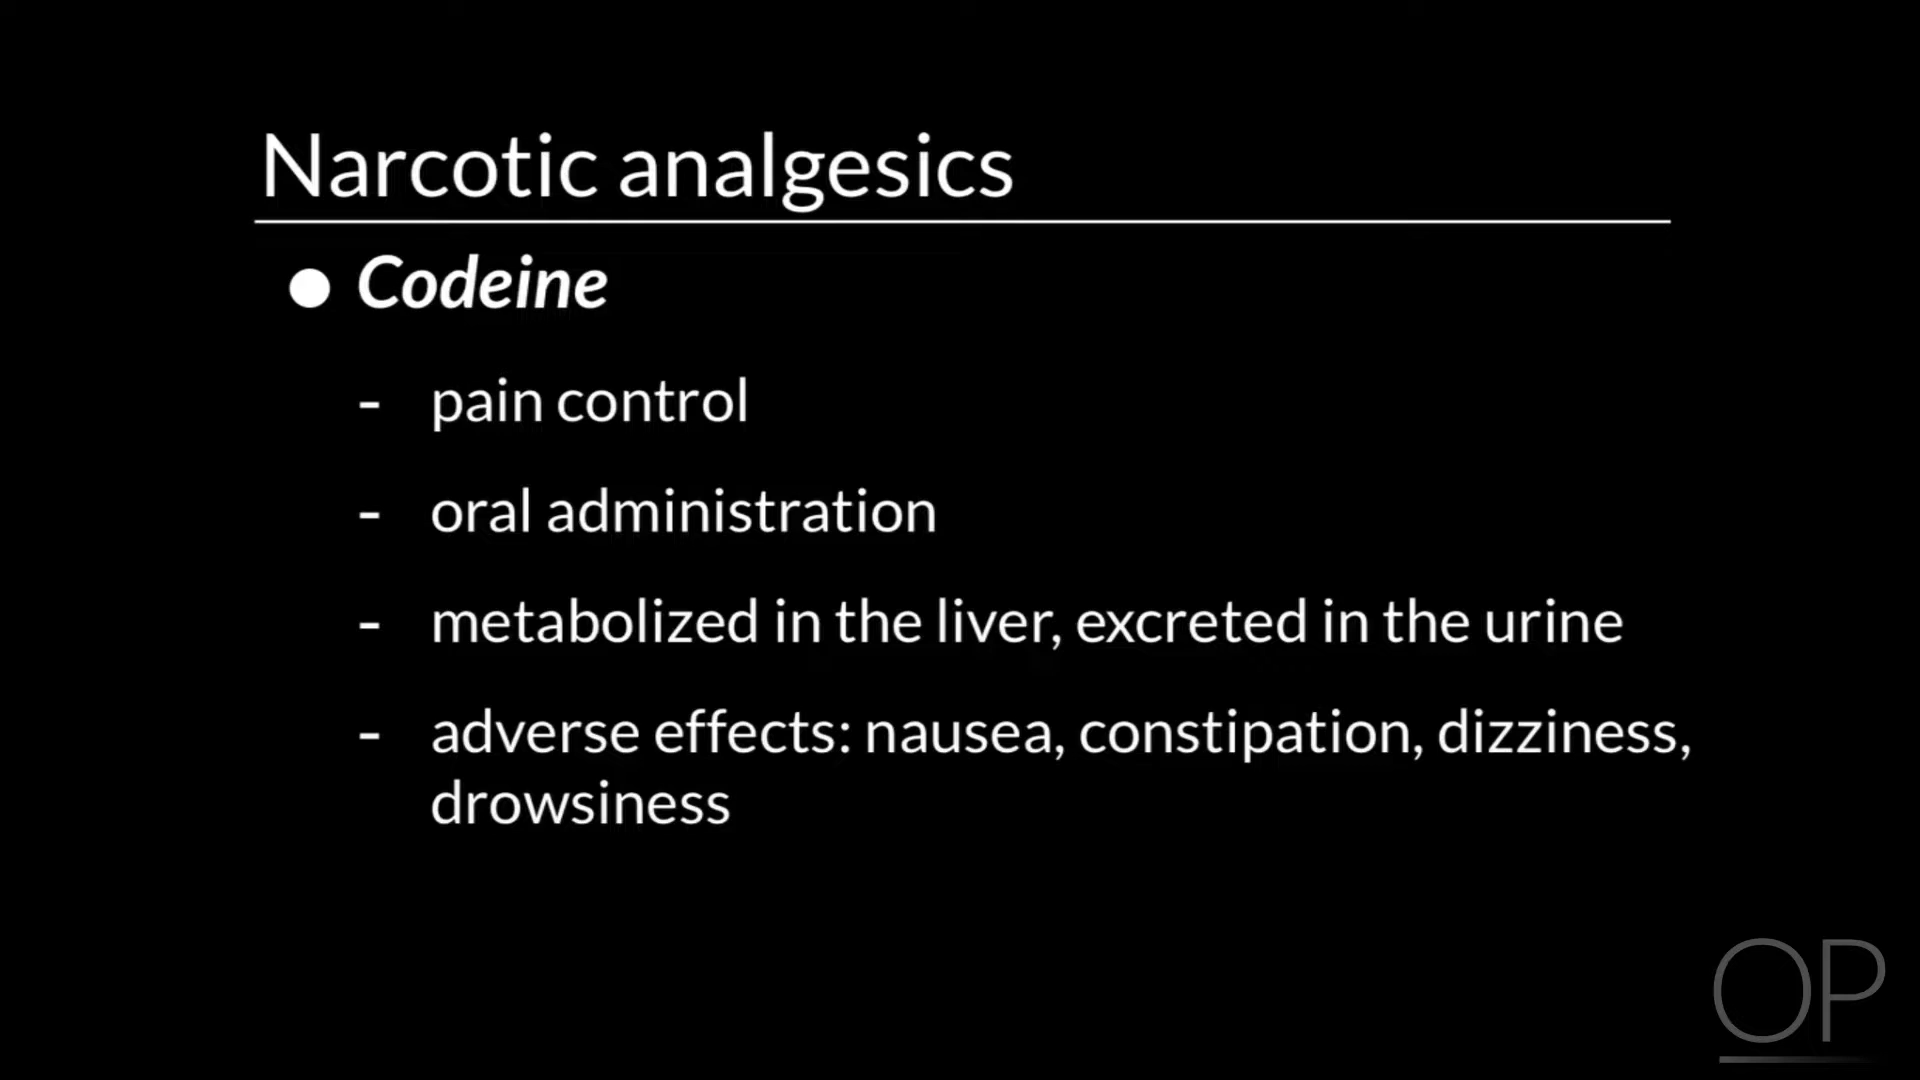 Narcotic analgesics
● Codeine
- pain control
- oral administration
- metabolized in the liver, excreted in the urine
- adverse effects: nausea, constipation, dizziness,
drowsiness
OP